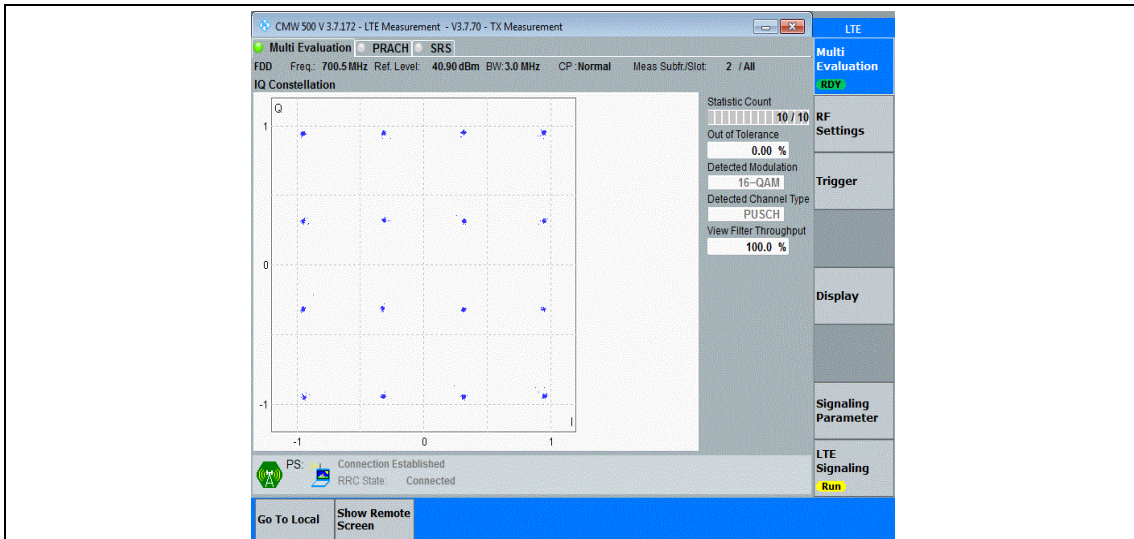 CMW 500 V 3.7.172 - LTE Measurement - V3.7.70 - TX Measurement
LTE
Multi Evaluation PRACH SRS
FDD Freq.: 700.5 MHz Ref. Level: 40.90 dBm BW: 3.0 MHz CP : Normal Meas Subfr./Slot: 2 / All
IQ Constellation
Q
1
0
-1
-1 0 1
I
Statistic Count
10 / 10
Out of Tolerance
0.00 %
Detected Modulation
16-QAM
Detected Channel Type
PUSCH
View Filter Throughput
100.0 %
Multi
Evaluation
RDY
RF
Settings
Trigger
Display
Signaling
Parameter
LTE
Signaling
Run
PS: Connection Established
RRC State: Connected
Go To Local
Show Remote
Screen